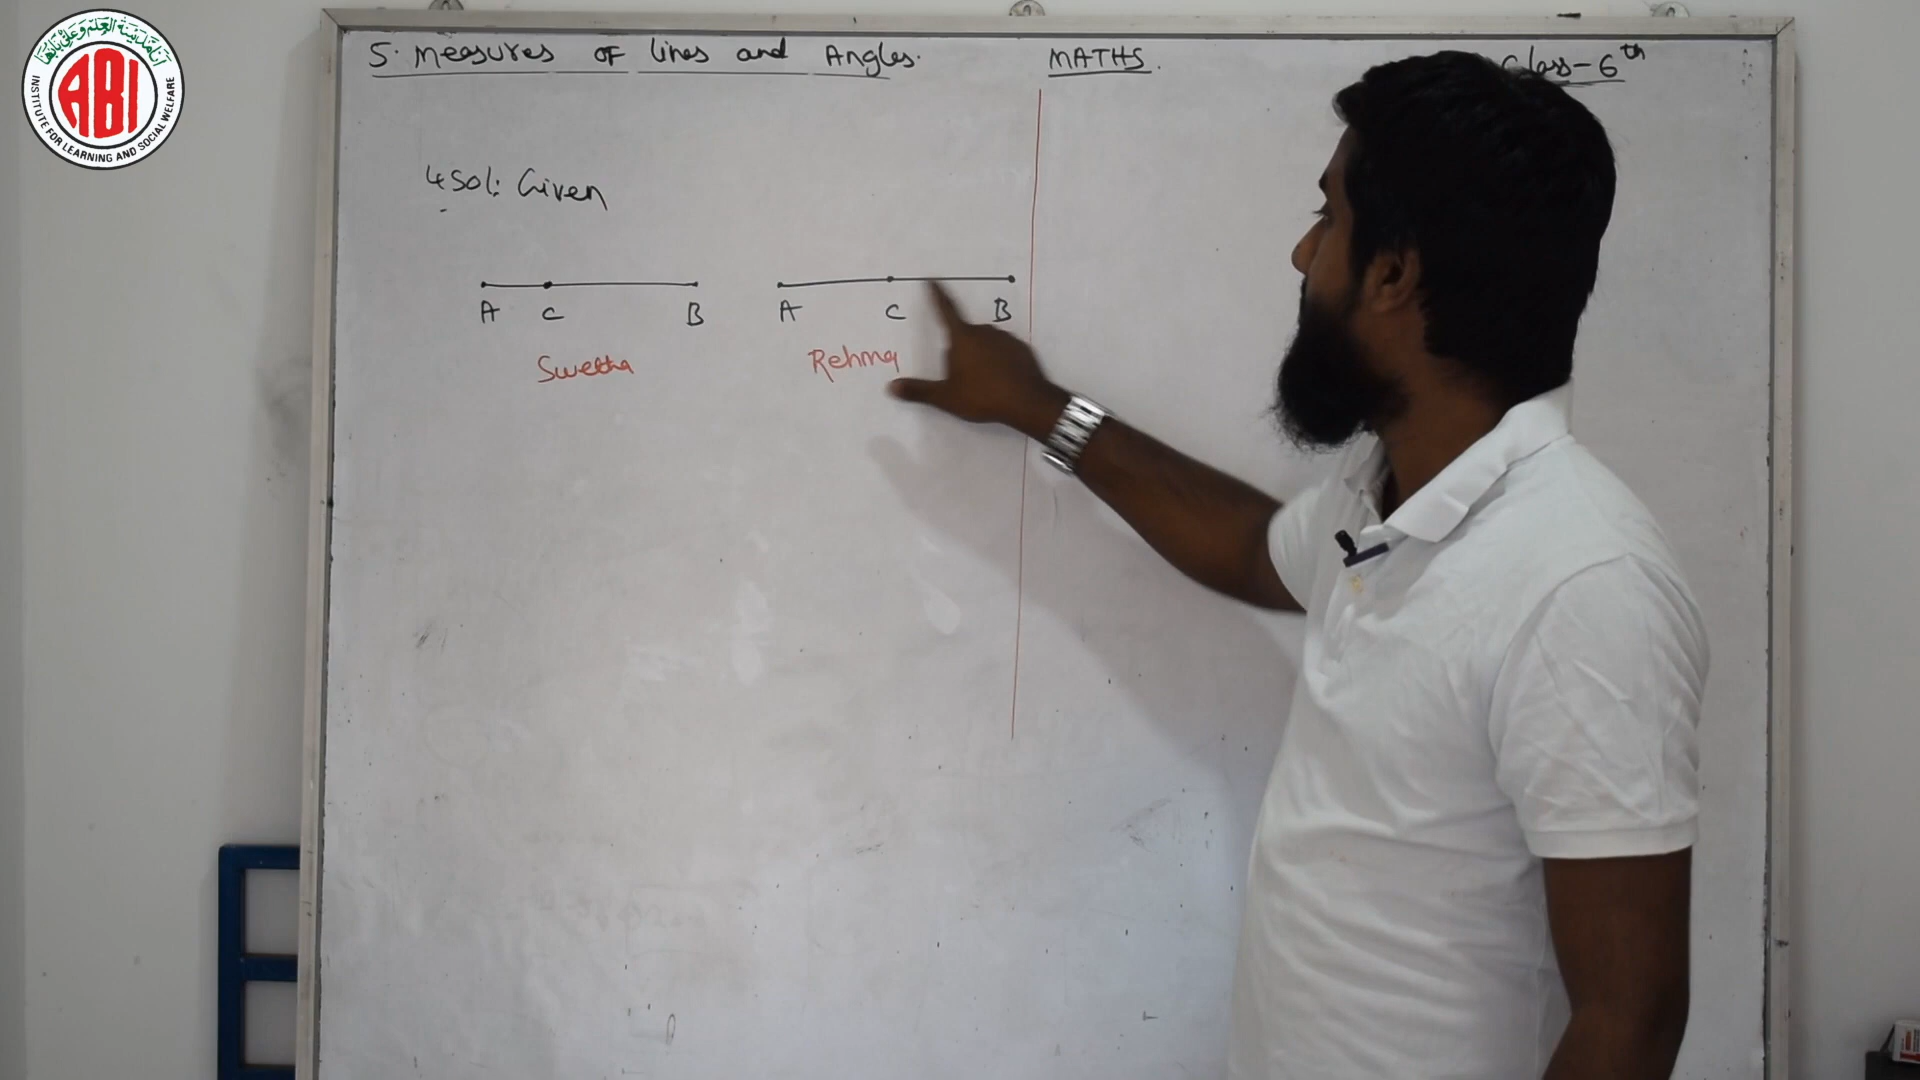 ABI
INSTITUTE FOR LEARNING AND SOCIAL WELFARE
5. Measures OF lines and Angles.
MATHS.
Class-6th
4 Sol: Given
A C B
A C B
Swetha
Rehma